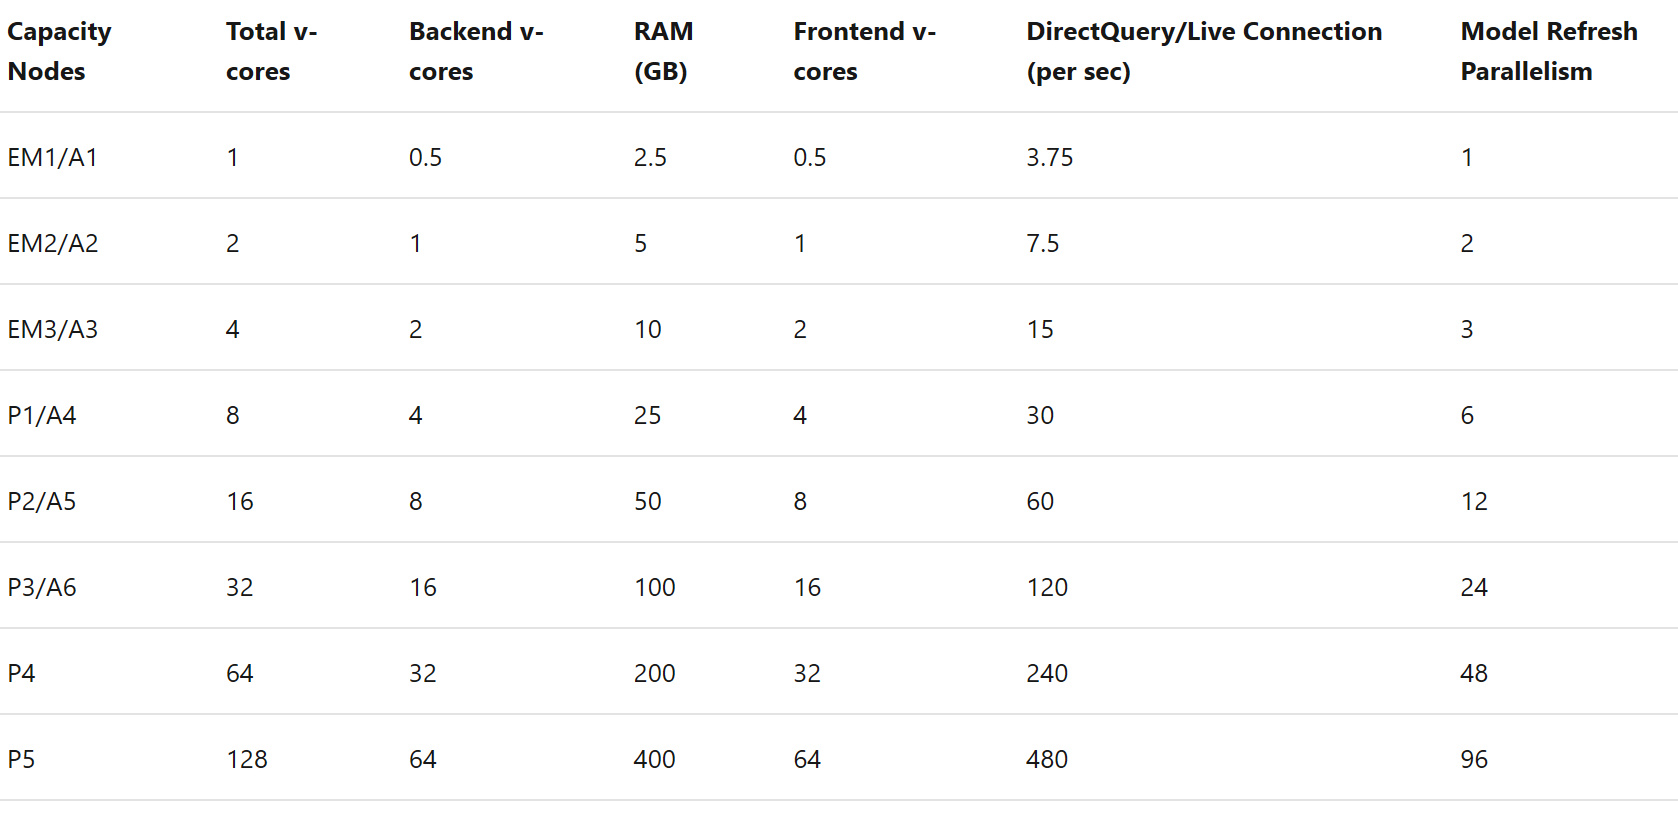 Capacity Nodes Total v-cores Backend v-cores RAM (GB) Frontend v-cores DirectQuery/Live Connection (per sec) Model Refresh Parallelism
EM1/A1 1 0.5 2.5 0.5 3.75 1
EM2/A2 2 1 5 1 7.5 2
EM3/A3 4 2 10 2 15 3
P1/A4 8 4 25 4 30 6
P2/A5 16 8 50 8 60 12
P3/A6 32 16 100 16 120 24
P4 64 32 200 32 240 48
P5 128 64 400 64 480 96